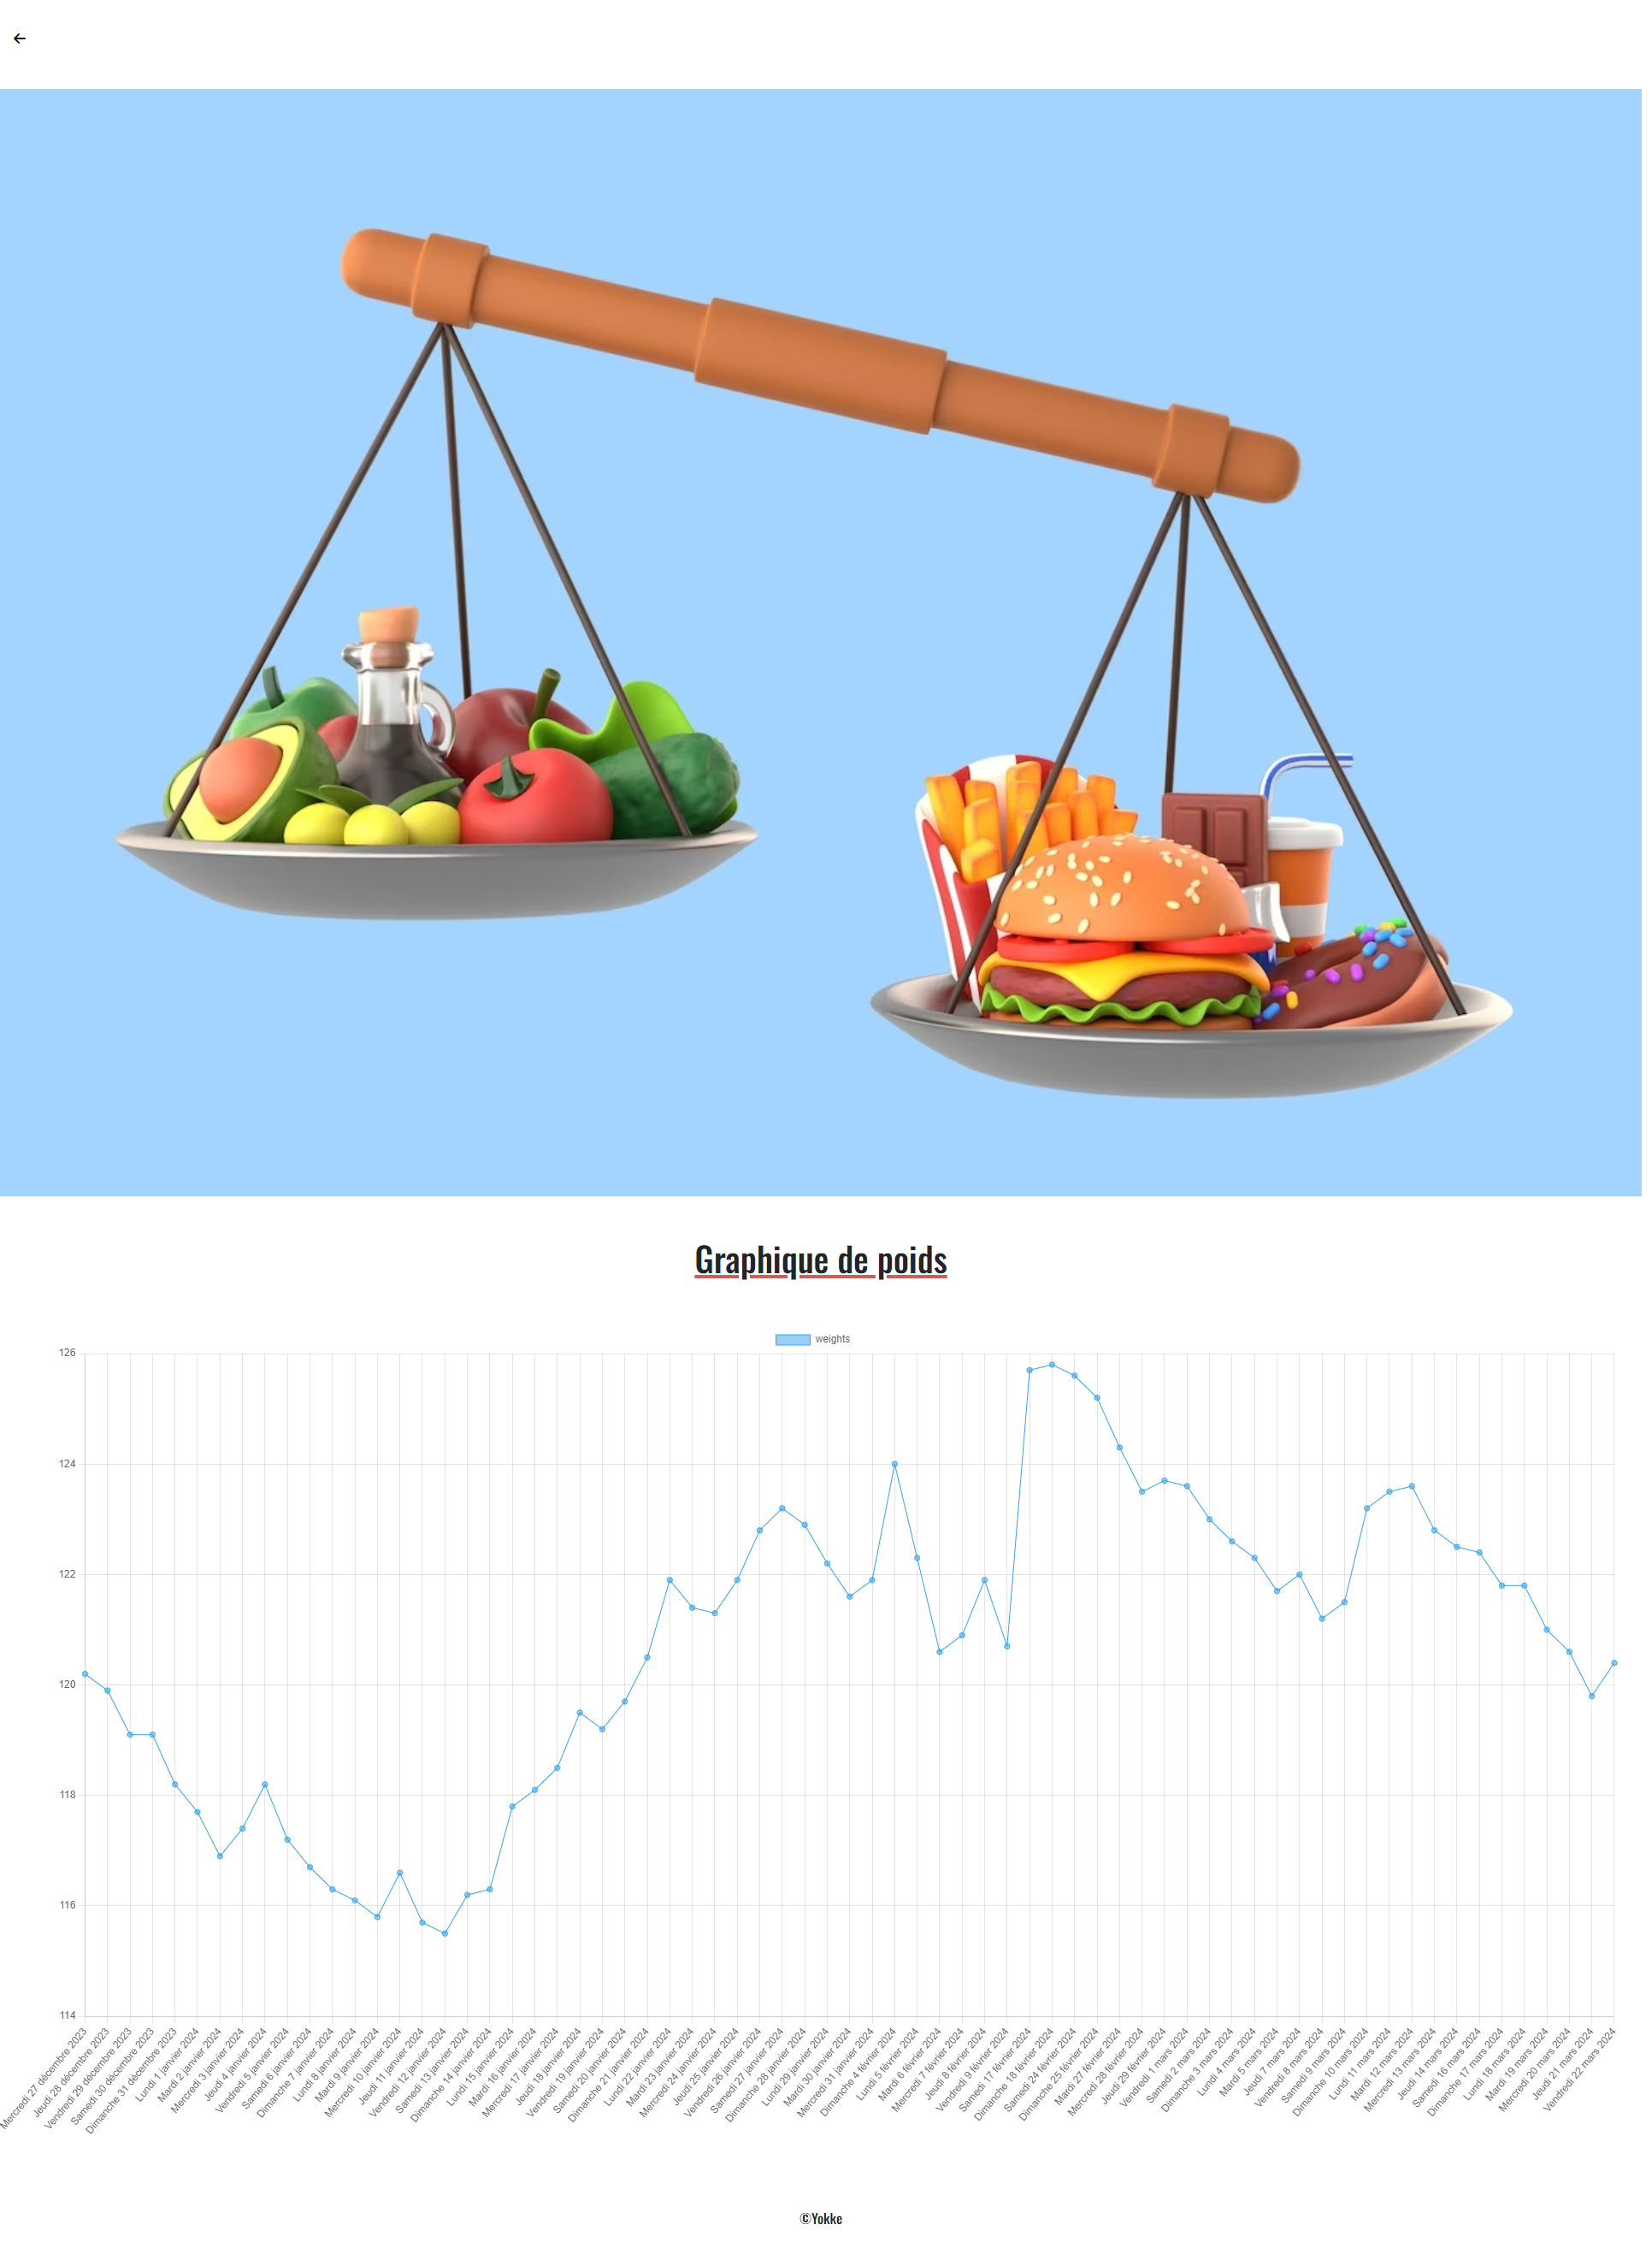 Graphique de poids
weights
126
124
122
120
118
116
114
Mercredi 27 décembre 2023
Jeudi 28 décembre 2023
Vendredi 29 décembre 2023
Samedi 30 décembre 2023
Dimanche 31 décembre 2023
Lundi 1 janvier 2024
Mardi 2 janvier 2024
Mercredi 3 janvier 2024
Jeudi 4 janvier 2024
Vendredi 5 janvier 2024
Samedi 6 janvier 2024
Dimanche 7 janvier 2024
Lundi 8 janvier 2024
Mardi 9 janvier 2024
Mercredi 10 janvier 2024
Jeudi 11 janvier 2024
Vendredi 12 janvier 2024
Samedi 13 janvier 2024
Dimanche 14 janvier 2024
Lundi 15 janvier 2024
Mardi 16 janvier 2024
Mercredi 17 janvier 2024
Jeudi 18 janvier 2024
Vendredi 19 janvier 2024
Samedi 20 janvier 2024
Dimanche 21 janvier 2024
Lundi 22 janvier 2024
Mardi 23 janvier 2024
Mercredi 24 janvier 2024
Jeudi 25 janvier 2024
Vendredi 26 janvier 2024
Samedi 27 janvier 2024
Dimanche 28 janvier 2024
Lundi 29 janvier 2024
Mardi 30 janvier 2024
Mercredi 31 janvier 2024
Dimanche 4 février 2024
Lundi 5 février 2024
Mardi 6 février 2024
Mercredi 7 février 2024
Jeudi 8 février 2024
Vendredi 9 février 2024
Samedi 17 février 2024
Dimanche 18 février 2024
Samedi 24 février 2024
Dimanche 25 février 2024
Mardi 27 février 2024
Mercredi 28 février 2024
Jeudi 29 février 2024
Vendredi 1 mars 2024
Samedi 2 mars 2024
Dimanche 3 mars 2024
Lundi 4 mars 2024
Mardi 5 mars 2024
Jeudi 7 mars 2024
Vendredi 8 mars 2024
Samedi 9 mars 2024
Dimanche 10 mars 2024
Lundi 11 mars 2024
Mardi 12 mars 2024
Mercredi 13 mars 2024
Jeudi 14 mars 2024
Samedi 16 mars 2024
Dimanche 17 mars 2024
Lundi 18 mars 2024
Mardi 19 mars 2024
Mercredi 20 mars 2024
Jeudi 21 mars 2024
Vendredi 22 mars 2024
©Yokke